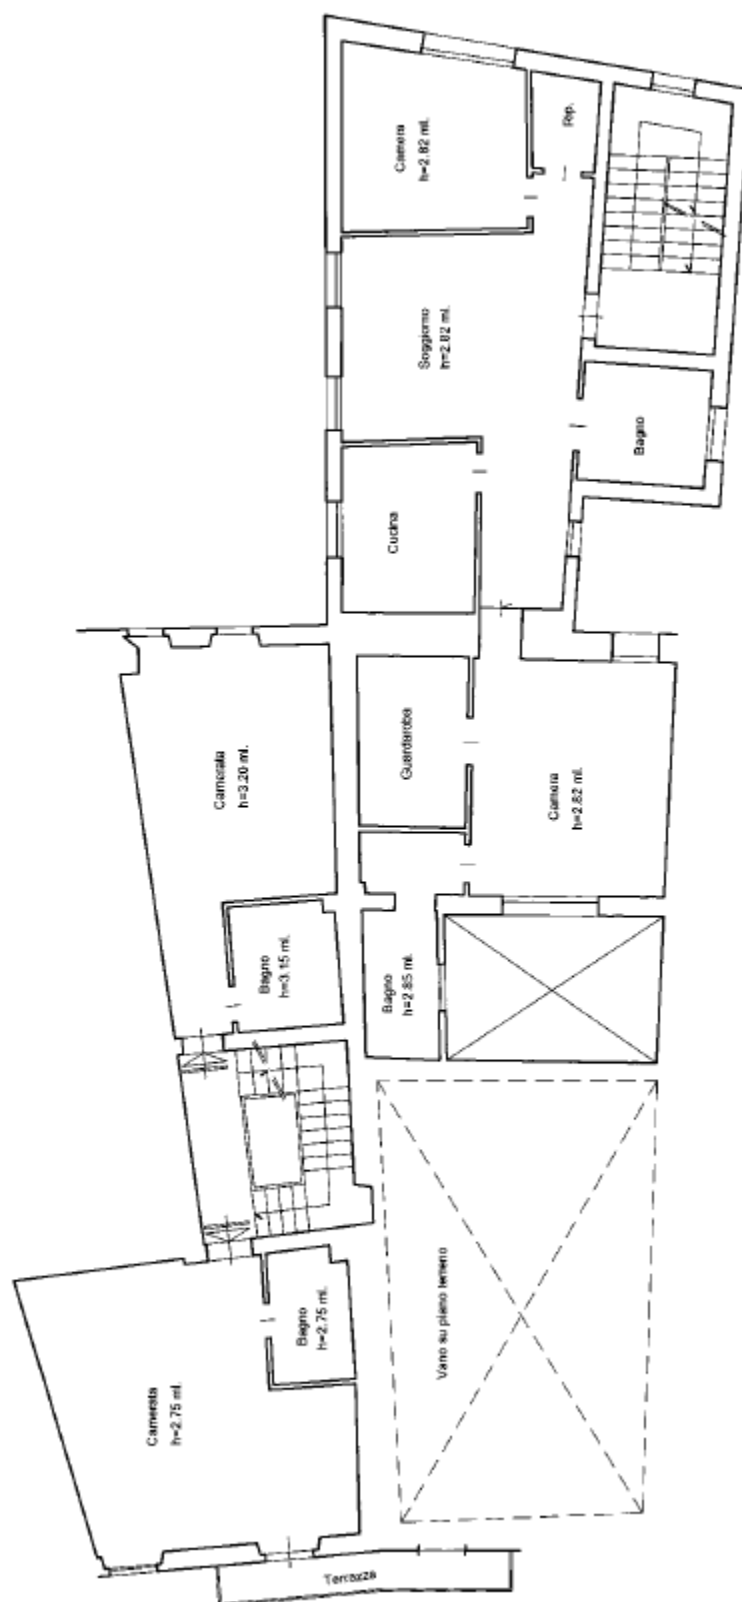 Camera
h=2.82 ml.
Rip.
Soggiorno
h=2.82 ml.
Bagno
Cucina
Guardaroba
Camerata
h=3.20 ml.
Camera
h=2.82 ml.
Bagno
h=3.15 ml.
Bagno
h=2.85 ml.
Vano su piano terreno
Bagno
h=2.75 ml.
Camerata
h=2.75 ml.
Terrazza